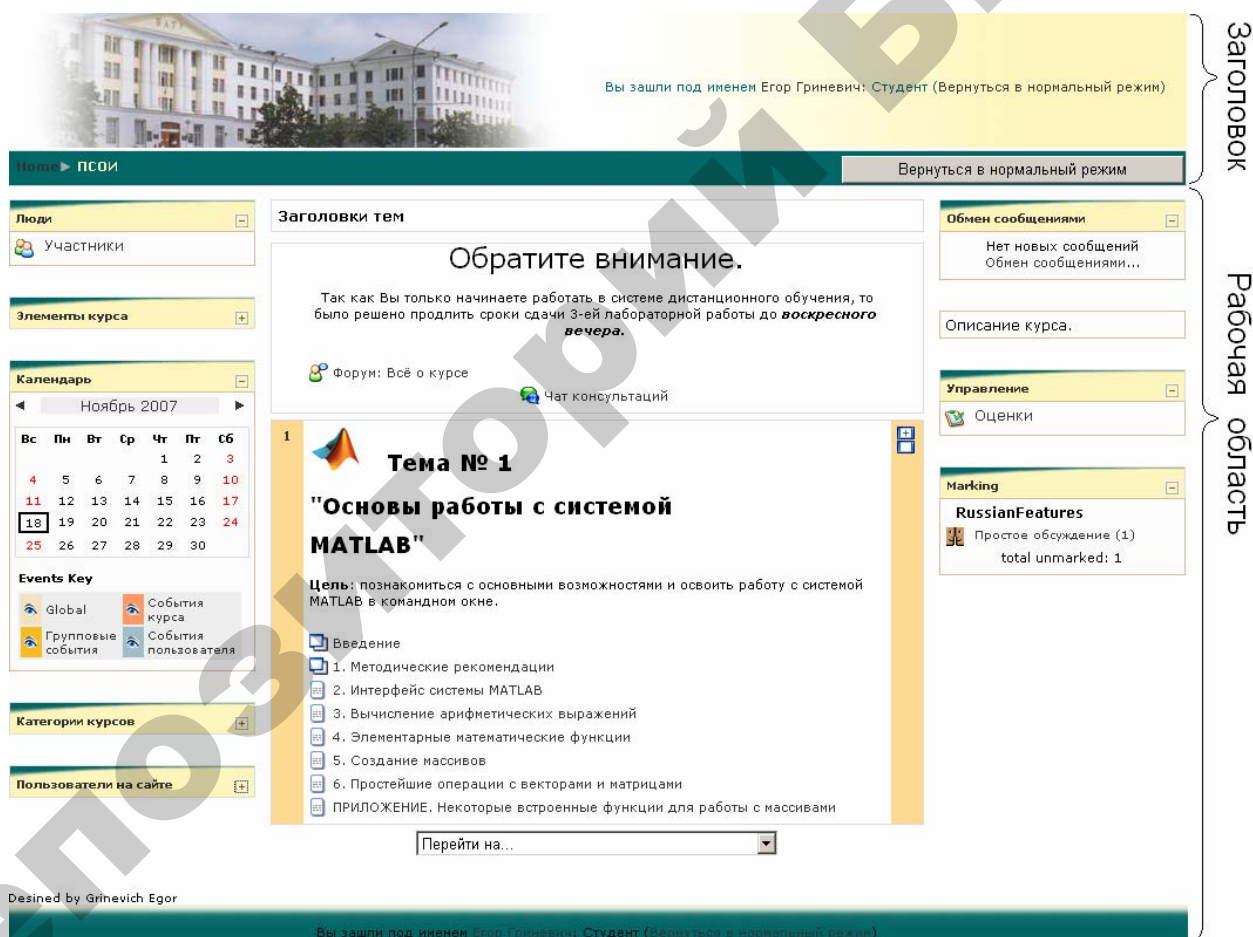 БАТУ
Вы зашли под именем Егор Гриневич: Студент (Вернуться в нормальный режим)
Home ► ПСОИ
Вернуться в нормальный режим
Заголовок
Рабочая область
Люди
Участники
Элементы курса
Календарь
Ноябрь 2007
Вс Пн Вт Ср Чт Пт Сб
1 2 3
4 5 6 7 8 9 10
11 12 13 14 15 16 17
18 19 20 21 22 23 24
25 26 27 28 29 30
Events Key
Global
События
курса
Групповые
события
События
пользователя
Категории курсов
Пользователи на сайте
Заголовки тем
Обратите внимание.
Так как Вы только начинаете работать в системе дистанционного обучения, то
было решено продлить сроки сдачи 3-ей лабораторной работы до воскресного
вечера.
Форум: Всё о курсе
Чат консультаций
1
Тема № 1
"Основы работы с системой
MATLAB"
Цель: познакомиться с основными возможностями и освоить работу с системой
MATLAB в командном окне.
Введение
1. Методические рекомендации
2. Интерфейс системы MATLAB
3. Вычисление арифметических выражений
4. Элементарные математические функции
5. Создание массивов
6. Простейшие операции с векторами и матрицами
ПРИЛОЖЕНИЕ. Некоторые встроенные функции для работы с массивами
Перейти на...
Обмен сообщениями
Нет новых сообщений
Обмен сообщениями...
Описание курса.
Управление
Оценки
Marking
RussianFeatures
Простое обсуждение (1)
total unmarked: 1
Desined by Grinevich Egor
Вы зашли под именем Егор Гриневич: Студент (Вернуться в нормальный режим)